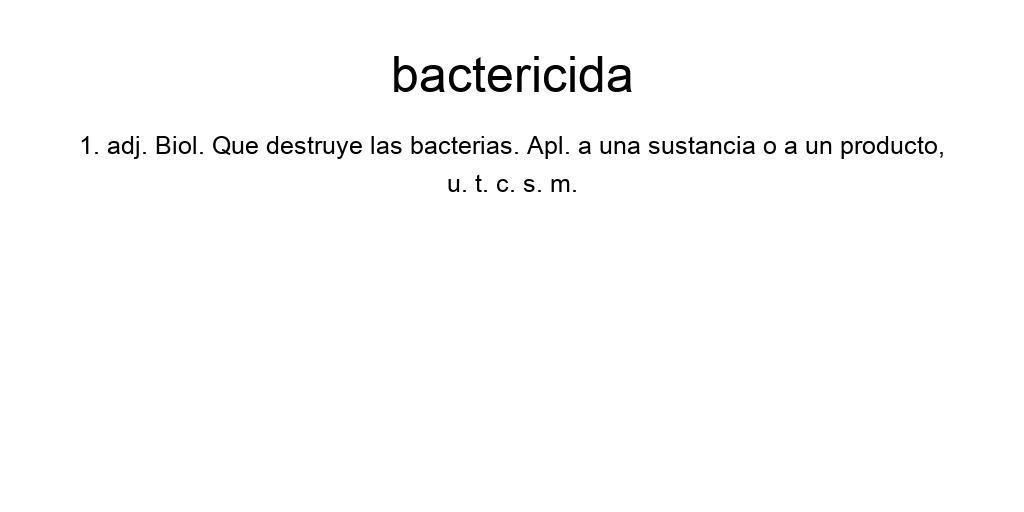 bactericida
1. adj. Biol. Que destruye las bacterias. Apl. a una sustancia o a un producto,
u. t. c. s. m.